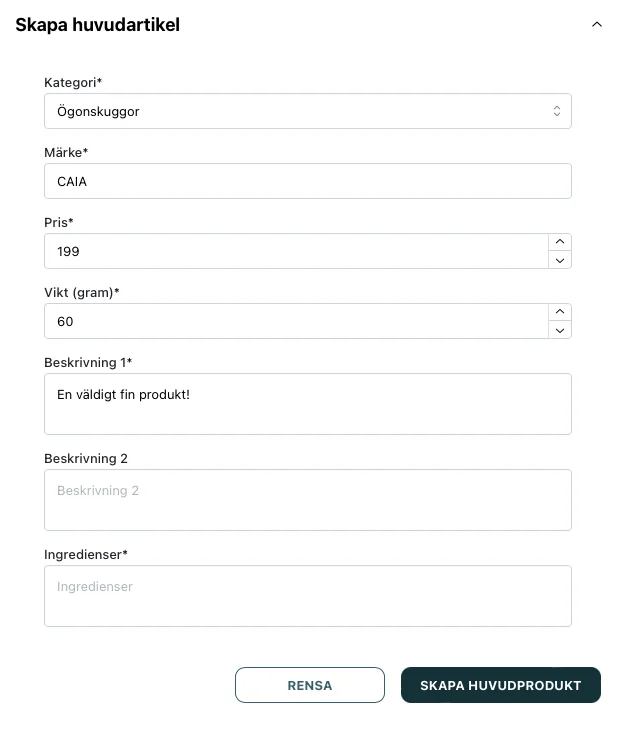 Skapa huvudartikel
Kategori*
Ögonskuggor
Märke*
CAIA
Pris*
199
Vikt (gram)*
60
Beskrivning 1*
En väldigt fin produkt!
Beskrivning 2
Beskrivning 2
Ingredienser*
Ingredienser
RENSA
SKAPA HUVUDPRODUKT